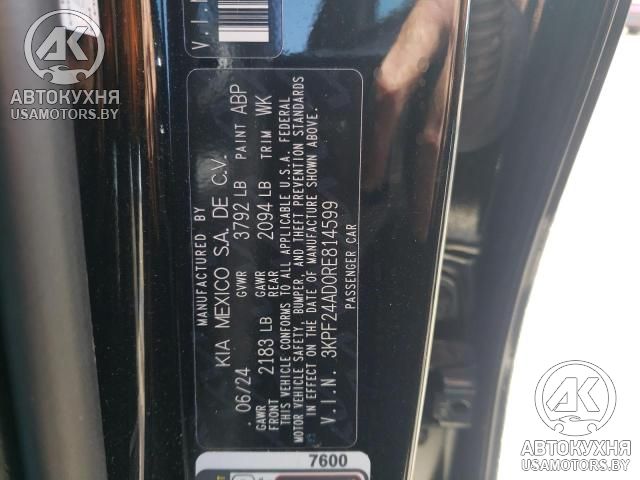 AK
АВТОКУХНЯ
USAMOTORS.BY
V.I.N
MANUFACTURED BY
KIA MEXICO S.A. DE C.V.
06/24 GVWR 3792 LB PAINT ABP
GAWR FRONT 2183 LB GAWR REAR 2094 LB TRIM WK
THIS VEHICLE CONFORMS TO ALL APPLICABLE U.S.A. FEDERAL
MOTOR VEHICLE SAFETY, BUMPER, AND THEFT PREVENTION STANDARDS
IN EFFECT ON THE DATE OF MANUFACTURE SHOWN ABOVE.
V.I.N. 3KPF24AD0RE814599
PASSENGER CAR
7600
AK
АВТОКУХНЯ
USAMOTORS.BY